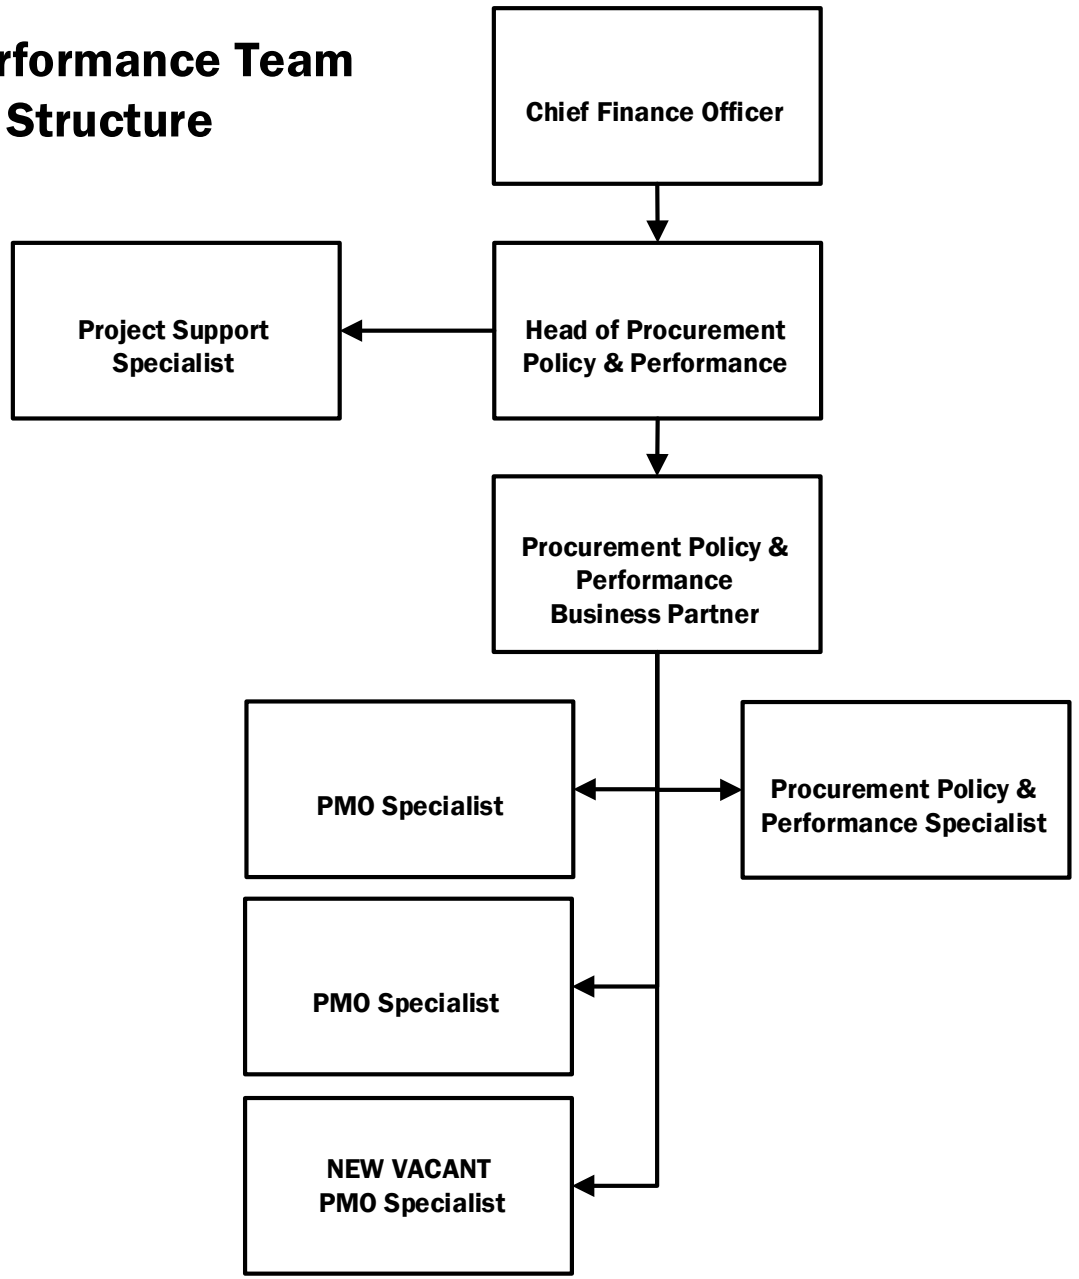 Performance Team
Structure
Chief Finance Officer
Project Support
Specialist
Head of Procurement
Policy & Performance
Procurement Policy &
Performance
Business Partner
PMO Specialist
Procurement Policy &
Performance Specialist
PMO Specialist
NEW VACANT
PMO Specialist